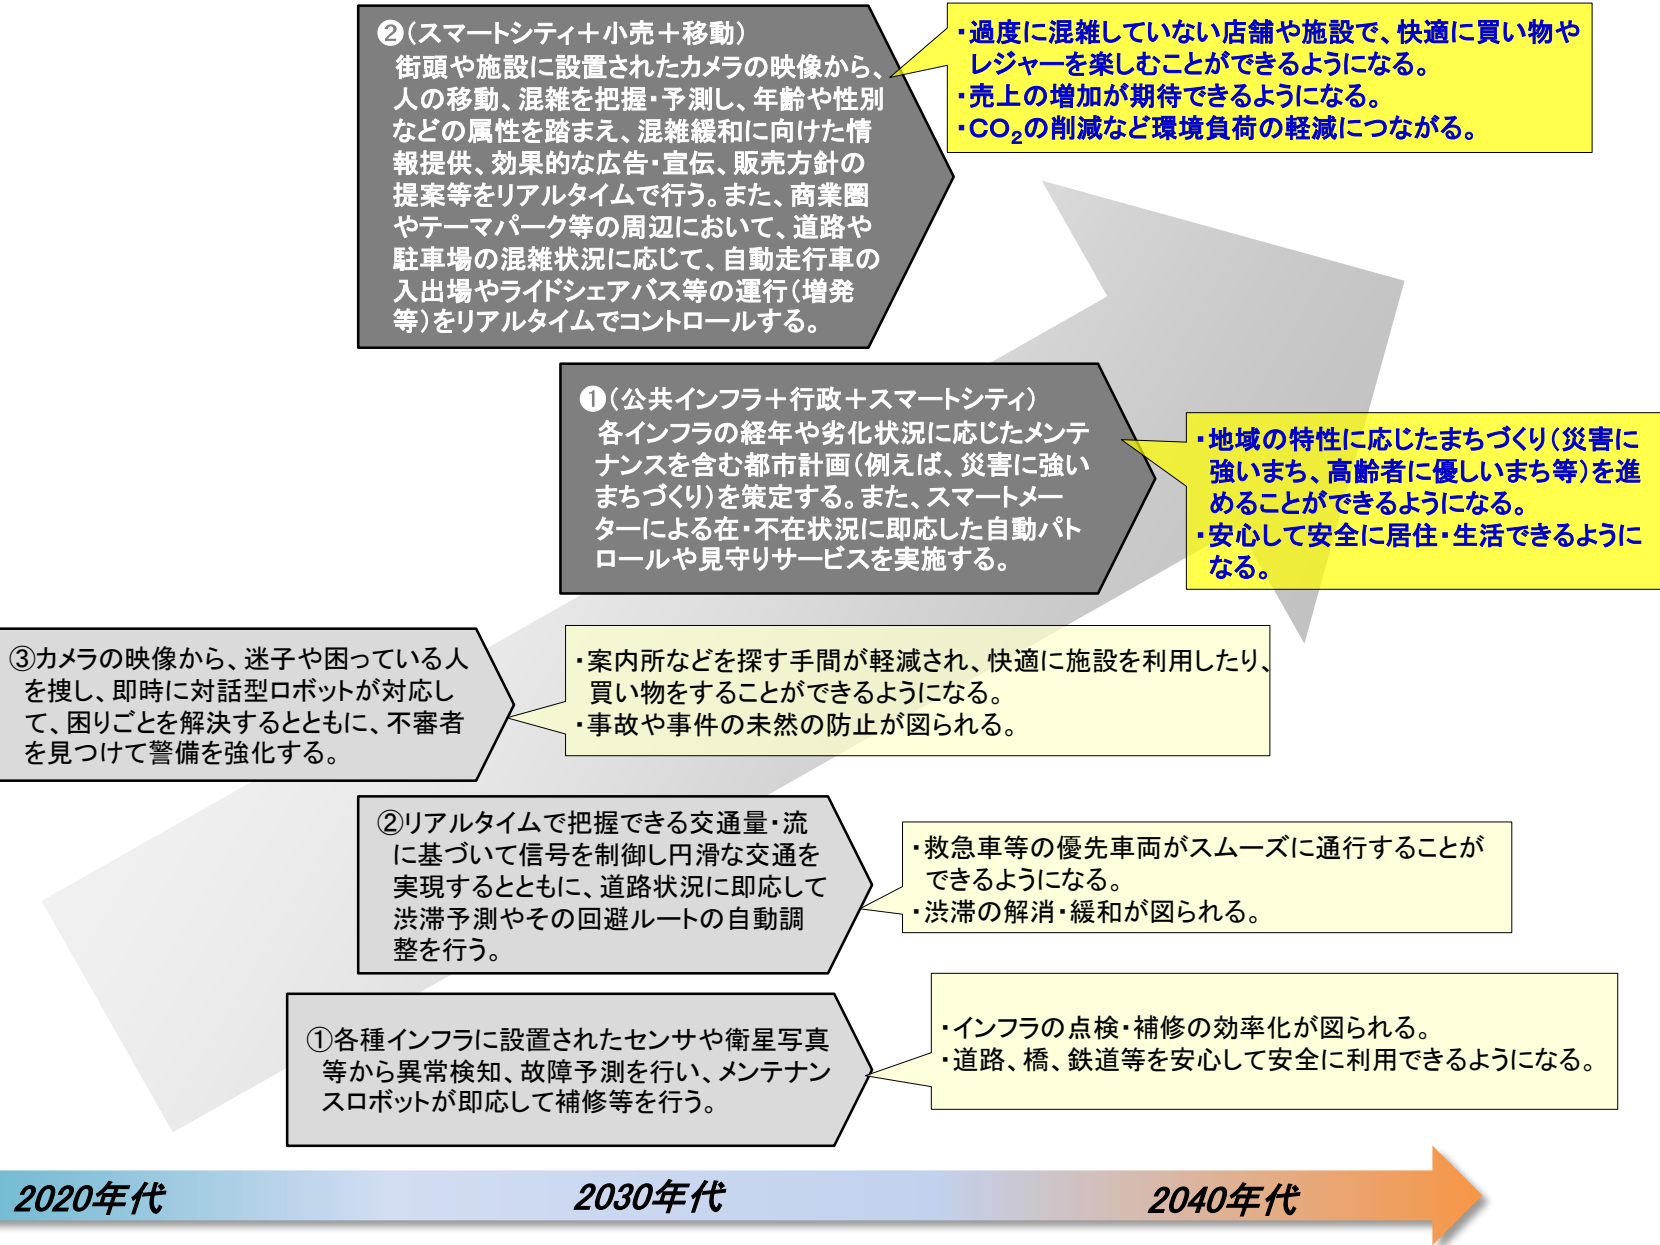 ❷（スマートシティ＋小売＋移動）
街頭や施設に設置されたカメラの映像から、
人の移動、混雑を把握・予測し、年齢や性別
などの属性を踏まえ、混雑緩和に向けた情
報提供、効果的な広告・宣伝、販売方針の
提案等をリアルタイムで行う。また、商業圏
やテーマパーク等の周辺において、道路や
駐車場の混雑状況に応じて、自動走行車の
入出場やライドシェアバス等の運行（増発
等）をリアルタイムでコントロールする。
・過度に混雑していない店舗や施設で、快適に買い物や
レジャーを楽しむことができるようになる。
・売上の増加が期待できるようになる。
・CO₂の削減など環境負荷の軽減につながる。
❶（公共インフラ＋行政＋スマートシティ）
各インフラの経年や劣化状況に応じたメンテ
ナンスを含む都市計画（例えば、災害に強い
まちづくり）を策定する。また、スマートメー
ターによる在・不在状況に即応した自動パト
ロールや見守りサービスを実施する。
・地域の特性に応じたまちづくり（災害に
強いまち、高齢者に優しいまち等）を進
めることができるようになる。
・安心して安全に居住・生活できるように
なる。
③カメラの映像から、迷子や困っている人
を捜し、即時に対話型ロボットが対応し
て、困りごとを解決するとともに、不審者
を見つけて警備を強化する。
・案内所などを探す手間が軽減され、快適に施設を利用したり、
買い物をすることができるようになる。
・事故や事件の未然の防止が図られる。
②リアルタイムで把握できる交通量・流
に基づいて信号を制御し円滑な交通を
実現するとともに、道路状況に即応して
渋滞予測やその回避ルートの自動調
整を行う。
・救急車等の優先車両がスムーズに通行することが
できるようになる。
・渋滞の解消・緩和が図られる。
①各種インフラに設置されたセンサや衛星写真
等から異常検知、故障予測を行い、メンテナン
スロボットが即応して補修等を行う。
・インフラの点検・補修の効率化が図られる。
・道路、橋、鉄道等を安心して安全に利用できるようになる。
2020年代
2030年代
2040年代